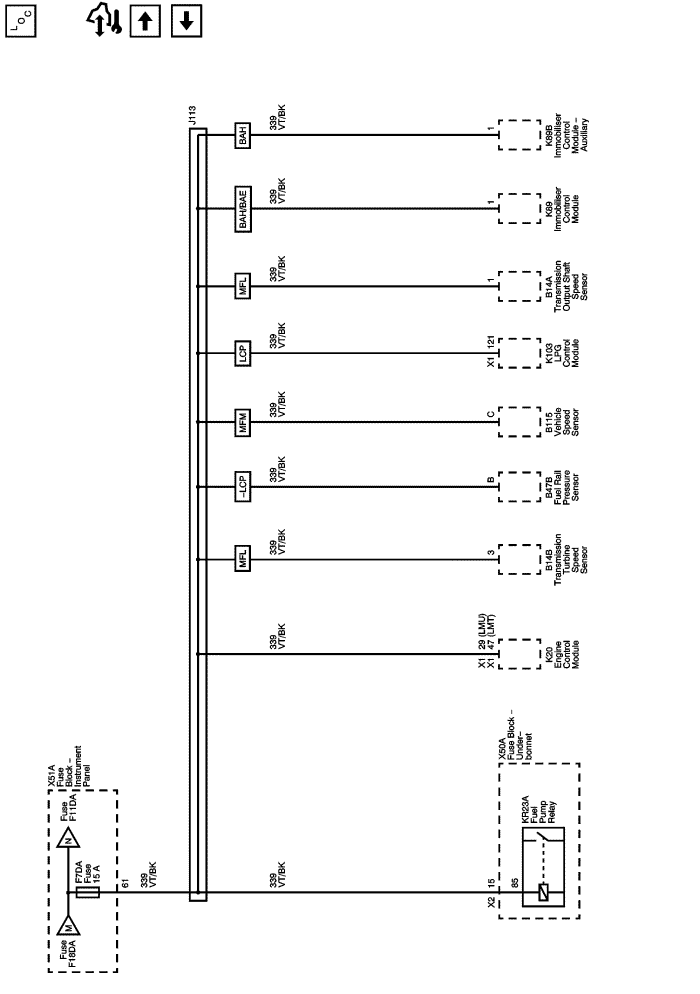 LOC
J113
BAH
339
VT/BK
1
K89B
Immobiliser
Control
Module –
Auxiliary
BAH/BAE
339
VT/BK
1
K89
Immobiliser
Control
Module
MFL
339
VT/BK
1
B14A
Transmission
Output Shaft
Speed
Sensor
LCP
339
VT/BK
X1 121
K103
LPG
Control
Module
MFM
339
VT/BK
C
B115
Vehicle
Speed
Sensor
–LCP
339
VT/BK
B
B47B
Fuel Rail
Pressure
Sensor
MFL
339
VT/BK
3
B14B
Transmission
Turbine
Speed
Sensor
339
VT/BK
X1 29 (LMU)
X1 47 (LMT)
K20
Engine
Control
Module
X51A
Fuse
Block –
Instrument
Panel
Fuse
F11DA
N
F7DA
Fuse
15 A
M
Fuse
F18DA
61
339
VT/BK
339
VT/BK
X2 15
X50A
Fuse Block –
Under–
bonnet
KR23A
Fuel
Pump
Relay
85